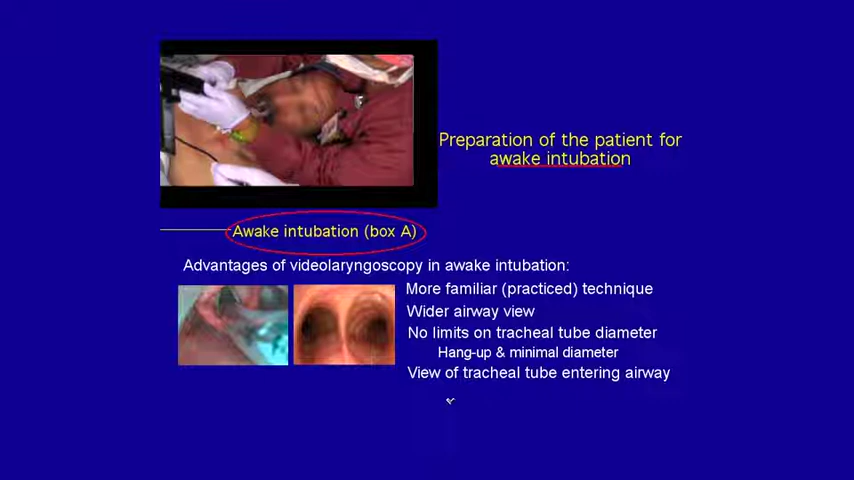 Preparation of the patient for
awake intubation
Awake intubation (box A)
Advantages of videolaryngoscopy in awake intubation:
More familiar (practiced) technique
Wider airway view
No limits on tracheal tube diameter
Hang-up & minimal diameter
View of tracheal tube entering airway